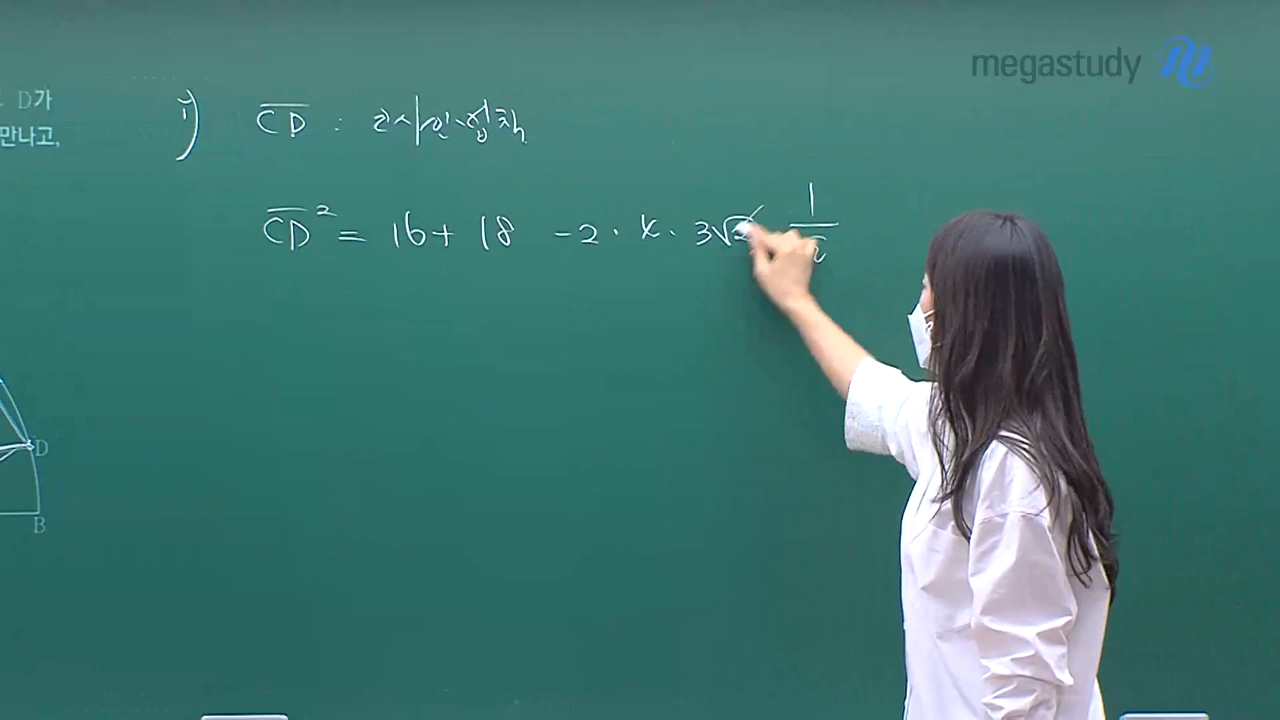 megastudy
D가
만나고,
i) CD : 코사인법칙
CD² = 16 + 18 - 2 · 4 · 3√2 1/√2
D
B